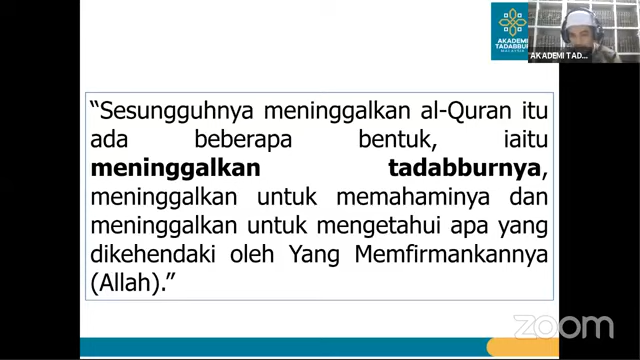 AKADEMI
TADABBUR
MALAYSIA
AKADEMI TAD...
“Sesungguhnya meninggalkan al-Quran itu
ada beberapa bentuk, iaitu
meninggalkan tadabburnya,
meninggalkan untuk memahaminya dan
meninggalkan untuk mengetahui apa yang
dikehendaki oleh Yang Memfirmankannya
(Allah).”
zoom